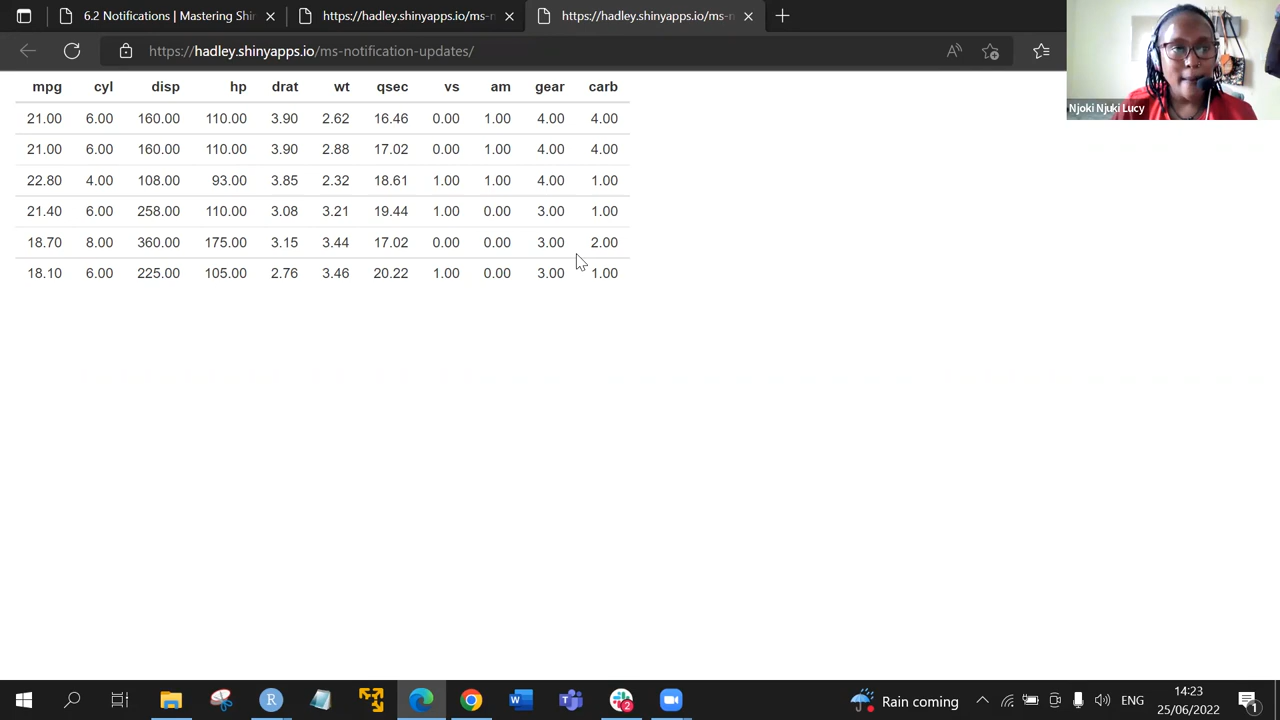 6.2 Notifications | Mastering Shi
https://hadley.shinyapps.io/ms-n
https://hadley.shinyapps.io/ms-n
https://hadley.shinyapps.io/ms-notification-updates/
Njoki Njuki Lucy
mpg cyl disp hp drat wt qsec vs am gear carb
21.00 6.00 160.00 110.00 3.90 2.62 16.46 0.00 1.00 4.00 4.00
21.00 6.00 160.00 110.00 3.90 2.88 17.02 0.00 1.00 4.00 4.00
22.80 4.00 108.00 93.00 3.85 2.32 18.61 1.00 1.00 4.00 1.00
21.40 6.00 258.00 110.00 3.08 3.21 19.44 1.00 0.00 3.00 1.00
18.70 8.00 360.00 175.00 3.15 3.44 17.02 0.00 0.00 3.00 2.00
18.10 6.00 225.00 105.00 2.76 3.46 20.22 1.00 0.00 3.00 1.00
Rain coming
ENG
14:23
25/06/2022
2
1